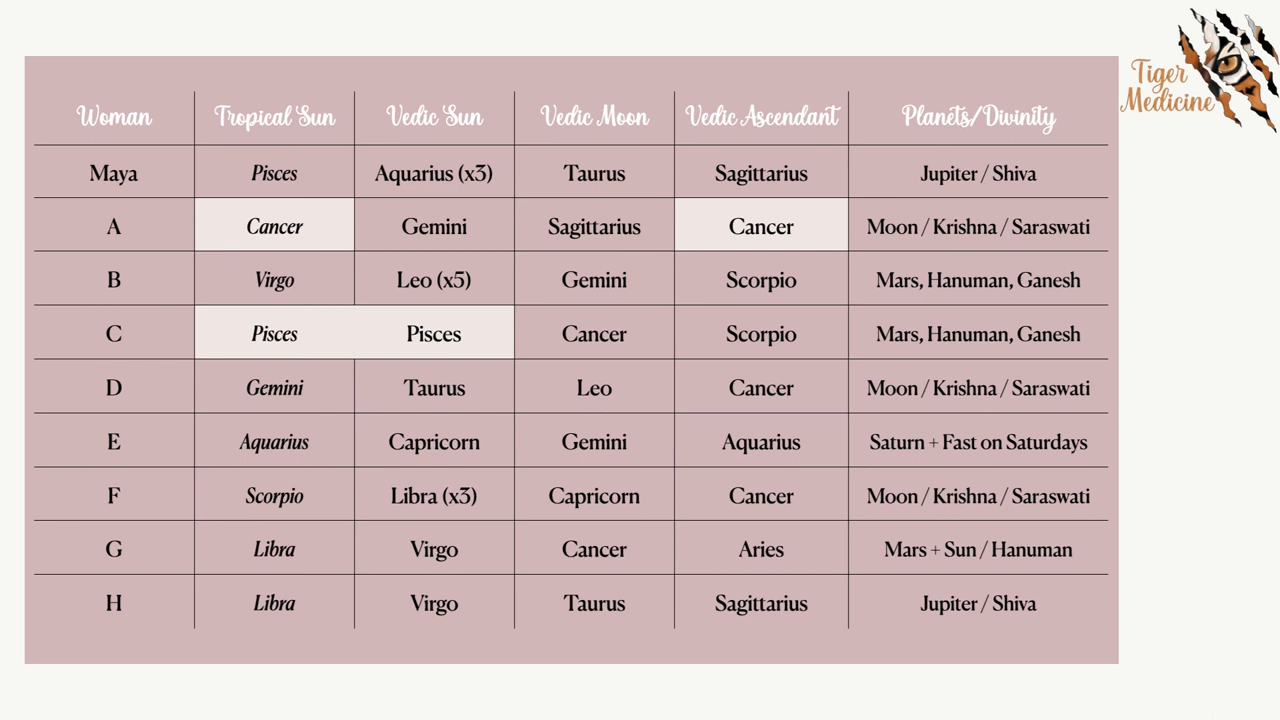 Tiger
Medicine
Woman Tropical Sun Vedic Sun Vedic Moon Vedic Ascendant Planets/Divinity
Maya Pisces Aquarius (x3) Taurus Sagittarius Jupiter / Shiva
A Cancer Gemini Sagittarius Cancer Moon / Krishna / Saraswati
B Virgo Leo (x5) Gemini Scorpio Mars, Hanuman, Ganesh
C Pisces Pisces Cancer Scorpio Mars, Hanuman, Ganesh
D Gemini Taurus Leo Cancer Moon / Krishna / Saraswati
E Aquarius Capricorn Gemini Aquarius Saturn + Fast on Saturdays
F Scorpio Libra (x3) Capricorn Cancer Moon / Krishna / Saraswati
G Libra Virgo Cancer Aries Mars + Sun / Hanuman
H Libra Virgo Taurus Sagittarius Jupiter / Shiva